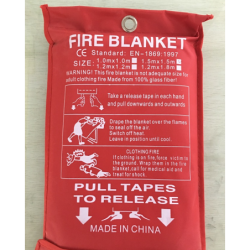 FIRE BLANKET
CE Standard: EN-1869:1997
SIZE: 1.0mx1.0m 1.5mx1.5m
1.2mx1.2m 1.2mx1.8m
WARNING! This fire blanket is not adequate size for
adult clothing fire Made from 100% glass fiber!
Take a release tape in each hand
and pull downwards and outwards
Drape the blanket over the flames
to seal off the air.
Switch off heat
Leave in position until cool
CLOTHING FIRE
If clothing is on fire, force victim to the
ground. Wrap them in the fire
blanket, call for medical aid and
treat for shock
PULL TAPES
TO RELEASE
MADE IN CHINA